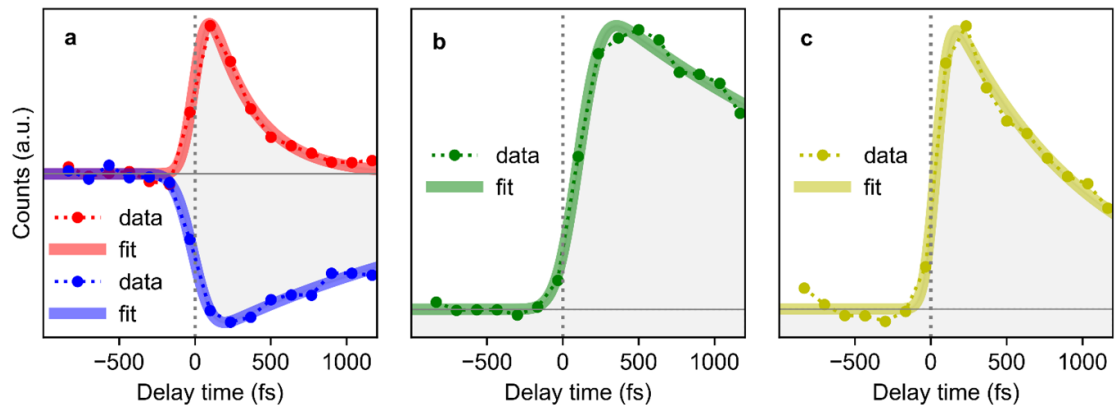 a
b
c
Counts (a.u.)
data
fit
data
fit
data
fit
data
fit
−500 0 500 1000
−500 0 500 1000
−500 0 500 1000
Delay time (fs)
Delay time (fs)
Delay time (fs)